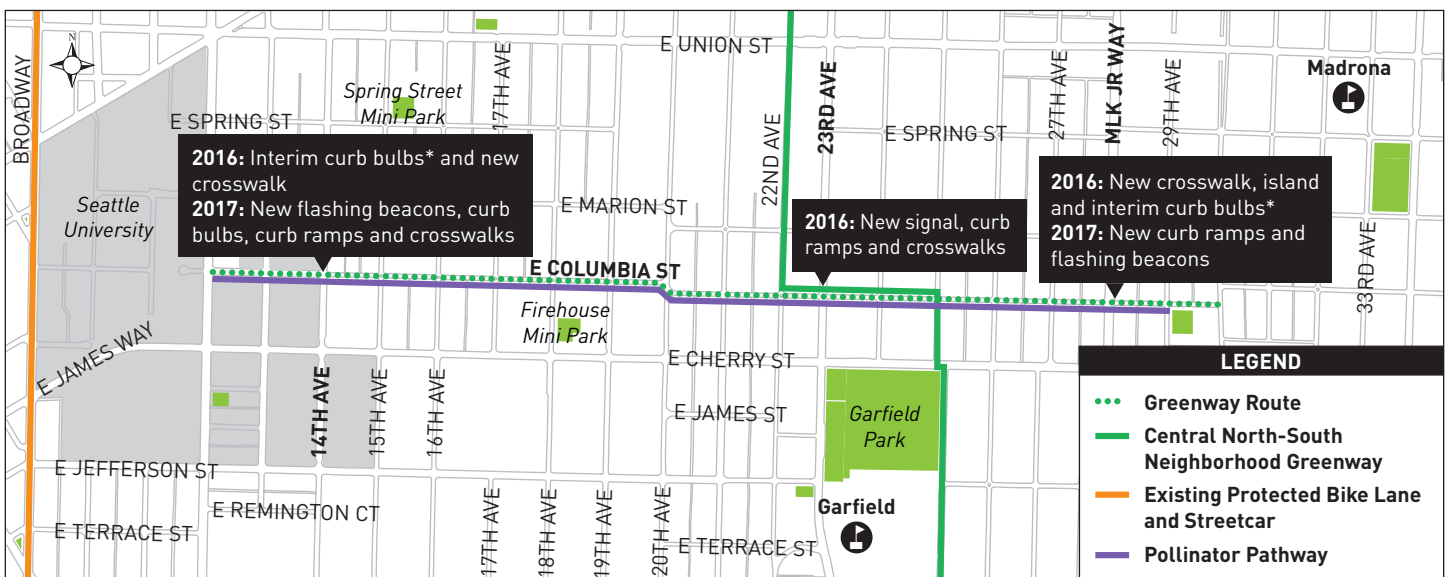 N
BROADWAY
E UNION ST
17TH AVE
23RD AVE
22ND AVE
27TH AVE
MLK JR WAY
29TH AVE
Madrona
Spring Street
Mini Park
E SPRING ST
E SPRING ST
2016: Interim curb bulbs* and new
crosswalk
2017: New flashing beacons, curb
bulbs, curb ramps and crosswalks
Seattle
University
E MARION ST
2016: New signal, curb
ramps and crosswalks
2016: New crosswalk, island
and interim curb bulbs*
2017: New curb ramps and
flashing beacons
33RD AVE
E COLUMBIA ST
Firehouse
Mini Park
E JAMES WAY
E CHERRY ST
14TH AVE
15TH AVE
16TH AVE
E JAMES ST
Garfield
Park
E JEFFERSON ST
E REMINGTON CT
E TERRACE ST
17TH AVE
18TH AVE
19TH AVE
20TH AVE
E TERRACE ST
Garfield
LEGEND
Greenway Route
Central North-South
Neighborhood Greenway
Existing Protected Bike Lane
and Streetcar
Pollinator Pathway